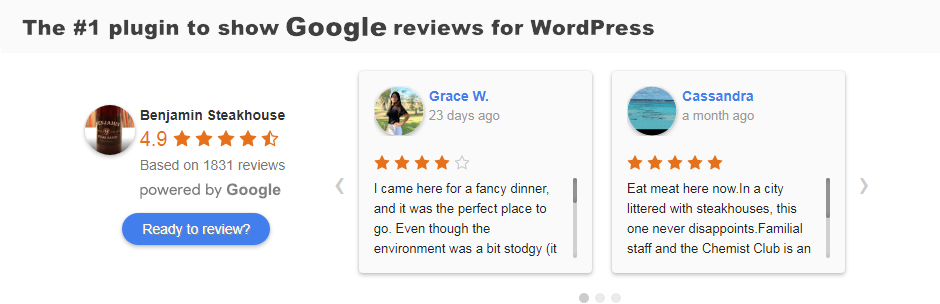 The #1 plugin to show Google reviews for WordPress
Benjamin Steakhouse
4.9
Based on 1831 reviews
powered by Google
Ready to review?
Grace W.
23 days ago
I came here for a fancy dinner,
and it was the perfect place to
go. Even though the
environment was a bit stodgy (it
Cassandra
a month ago
Eat meat here now.In a city
littered with steakhouses, this
one never disappoints.Familial
staff and the Chemist Club is an